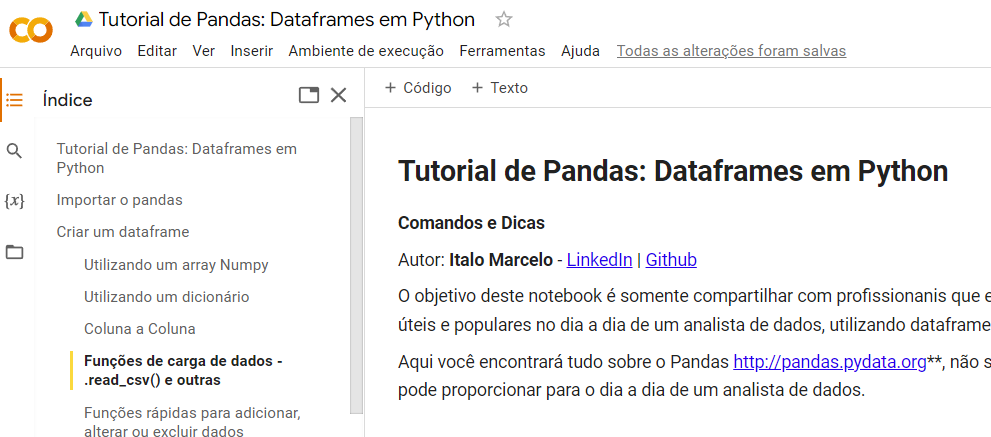 Tutorial de Pandas: Dataframes em Python
Arquivo Editar Ver Inserir Ambiente de execução Ferramentas Ajuda Todas as alterações foram salvas
Índice
+ Código + Texto
{x}
Tutorial de Pandas: Dataframes em
Python
Importar o pandas
Criar um dataframe
Utilizando um array Numpy
Utilizando um dicionário
Coluna a Coluna
Funções de carga de dados -
.read_csv() e outras
Funções rápidas para adicionar,
alterar ou excluir dados
Tutorial de Pandas: Dataframes em Python
Comandos e Dicas
Autor: Italo Marcelo - LinkedIn | Github
O objetivo deste notebook é somente compartilhar com profissionanis que e
úteis e populares no dia a dia de um analista de dados, utilizando dataframe
Aqui você encontrará tudo sobre o Pandas http://pandas.pydata.org**, não s
pode proporcionar para o dia a dia de um analista de dados.